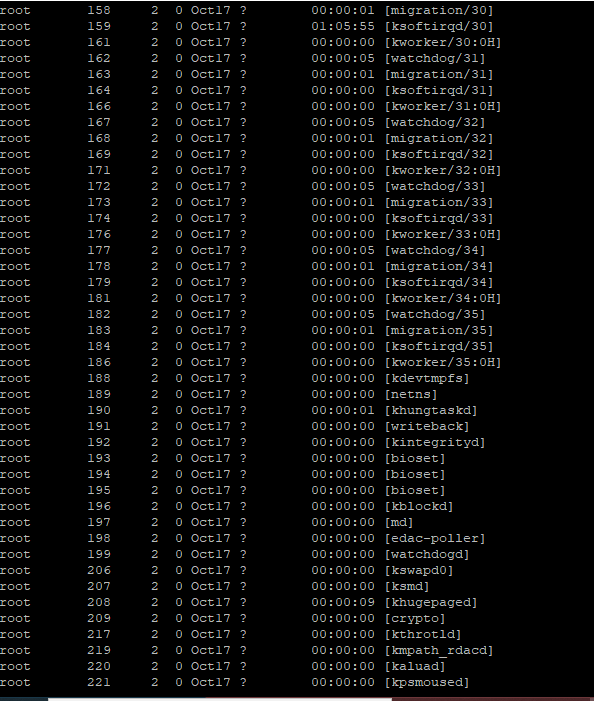 root 158 2 0 Oct17 ? 00:00:01 [migration/30]
root 159 2 0 Oct17 ? 01:05:55 [ksoftirqd/30]
root 161 2 0 Oct17 ? 00:00:00 [kworker/30:0H]
root 162 2 0 Oct17 ? 00:00:05 [watchdog/31]
root 163 2 0 Oct17 ? 00:00:01 [migration/31]
root 164 2 0 Oct17 ? 00:00:00 [ksoftirqd/31]
root 166 2 0 Oct17 ? 00:00:00 [kworker/31:0H]
root 167 2 0 Oct17 ? 00:00:05 [watchdog/32]
root 168 2 0 Oct17 ? 00:00:01 [migration/32]
root 169 2 0 Oct17 ? 00:00:00 [ksoftirqd/32]
root 171 2 0 Oct17 ? 00:00:00 [kworker/32:0H]
root 172 2 0 Oct17 ? 00:00:05 [watchdog/33]
root 173 2 0 Oct17 ? 00:00:01 [migration/33]
root 174 2 0 Oct17 ? 00:00:00 [ksoftirqd/33]
root 176 2 0 Oct17 ? 00:00:00 [kworker/33:0H]
root 177 2 0 Oct17 ? 00:00:05 [watchdog/34]
root 178 2 0 Oct17 ? 00:00:01 [migration/34]
root 179 2 0 Oct17 ? 00:00:00 [ksoftirqd/34]
root 181 2 0 Oct17 ? 00:00:00 [kworker/34:0H]
root 182 2 0 Oct17 ? 00:00:05 [watchdog/35]
root 183 2 0 Oct17 ? 00:00:01 [migration/35]
root 184 2 0 Oct17 ? 00:00:00 [ksoftirqd/35]
root 186 2 0 Oct17 ? 00:00:00 [kworker/35:0H]
root 188 2 0 Oct17 ? 00:00:00 [kdevtmpfs]
root 189 2 0 Oct17 ? 00:00:00 [netns]
root 190 2 0 Oct17 ? 00:00:01 [khungtaskd]
root 191 2 0 Oct17 ? 00:00:00 [writeback]
root 192 2 0 Oct17 ? 00:00:00 [kintegrityd]
root 193 2 0 Oct17 ? 00:00:00 [bioset]
root 194 2 0 Oct17 ? 00:00:00 [bioset]
root 195 2 0 Oct17 ? 00:00:00 [bioset]
root 196 2 0 Oct17 ? 00:00:00 [kblockd]
root 197 2 0 Oct17 ? 00:00:00 [md]
root 198 2 0 Oct17 ? 00:00:00 [edac-poller]
root 199 2 0 Oct17 ? 00:00:00 [watchdogd]
root 206 2 0 Oct17 ? 00:00:00 [kswapd0]
root 207 2 0 Oct17 ? 00:00:00 [ksmd]
root 208 2 0 Oct17 ? 00:00:09 [khugepaged]
root 209 2 0 Oct17 ? 00:00:00 [crypto]
root 217 2 0 Oct17 ? 00:00:00 [kthrotld]
root 219 2 0 Oct17 ? 00:00:00 [kmpath_rdacd]
root 220 2 0 Oct17 ? 00:00:00 [kaluad]
root 221 2 0 Oct17 ? 00:00:00 [kpsmoused]